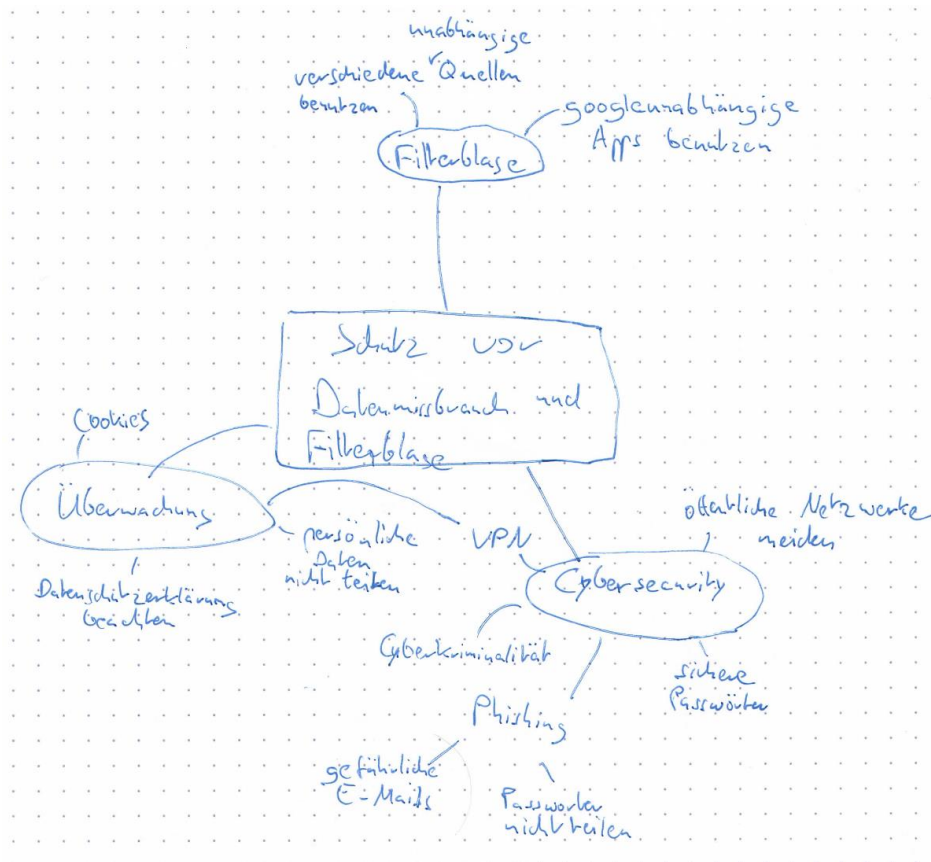 unabhängige
verschiedene Quellen
benutzen
googleunabhängige
Apps benutzen
Filterblase
Schutz vor
Datenmissbrauch und
Filterblase
Cookies
Überwachung
persönliche
Daten
nicht teilen
Datenschutzerklärung
beachten
VPN
öffentliche Netzwerke
meiden
Cybersecurity
Cyberkriminalität
sichere
Passwörter
Phishing
gefährliche
E-Mails
Passwörter
nicht teilen